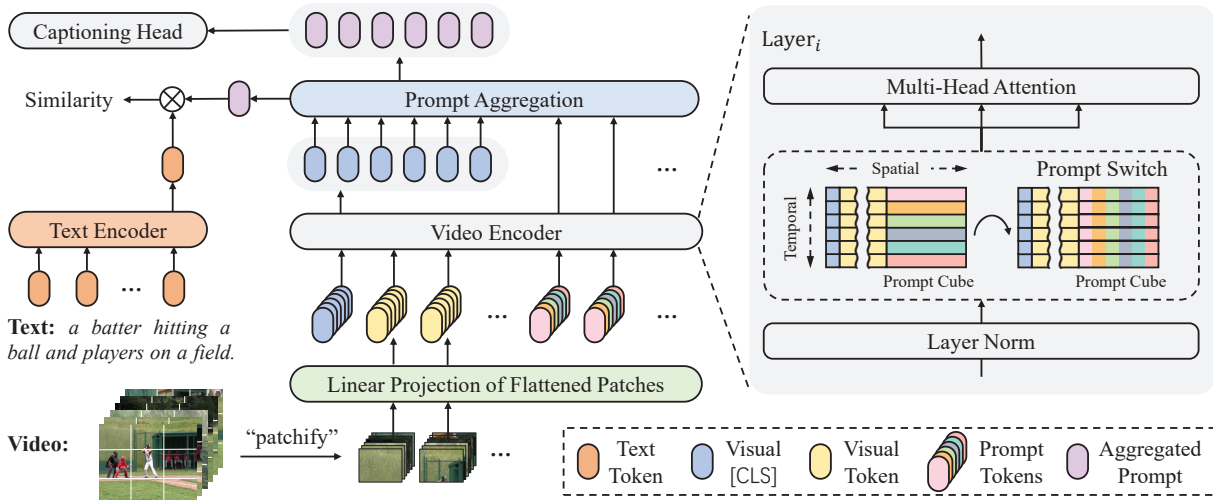 Captioning Head
Similarity
Prompt Aggregation
...
Text Encoder
Video Encoder
...
...
...
Text: a batter hitting a
ball and players on a field.
Linear Projection of Flattened Patches
Video:
"patchify"
...
Layerᵢ
Multi-Head Attention
Spatial
Prompt Switch
Temporal
Prompt Cube
Prompt Cube
Layer Norm
Text
Token
Visual
[CLS]
Visual
Token
Prompt
Tokens
Aggregated
Prompt